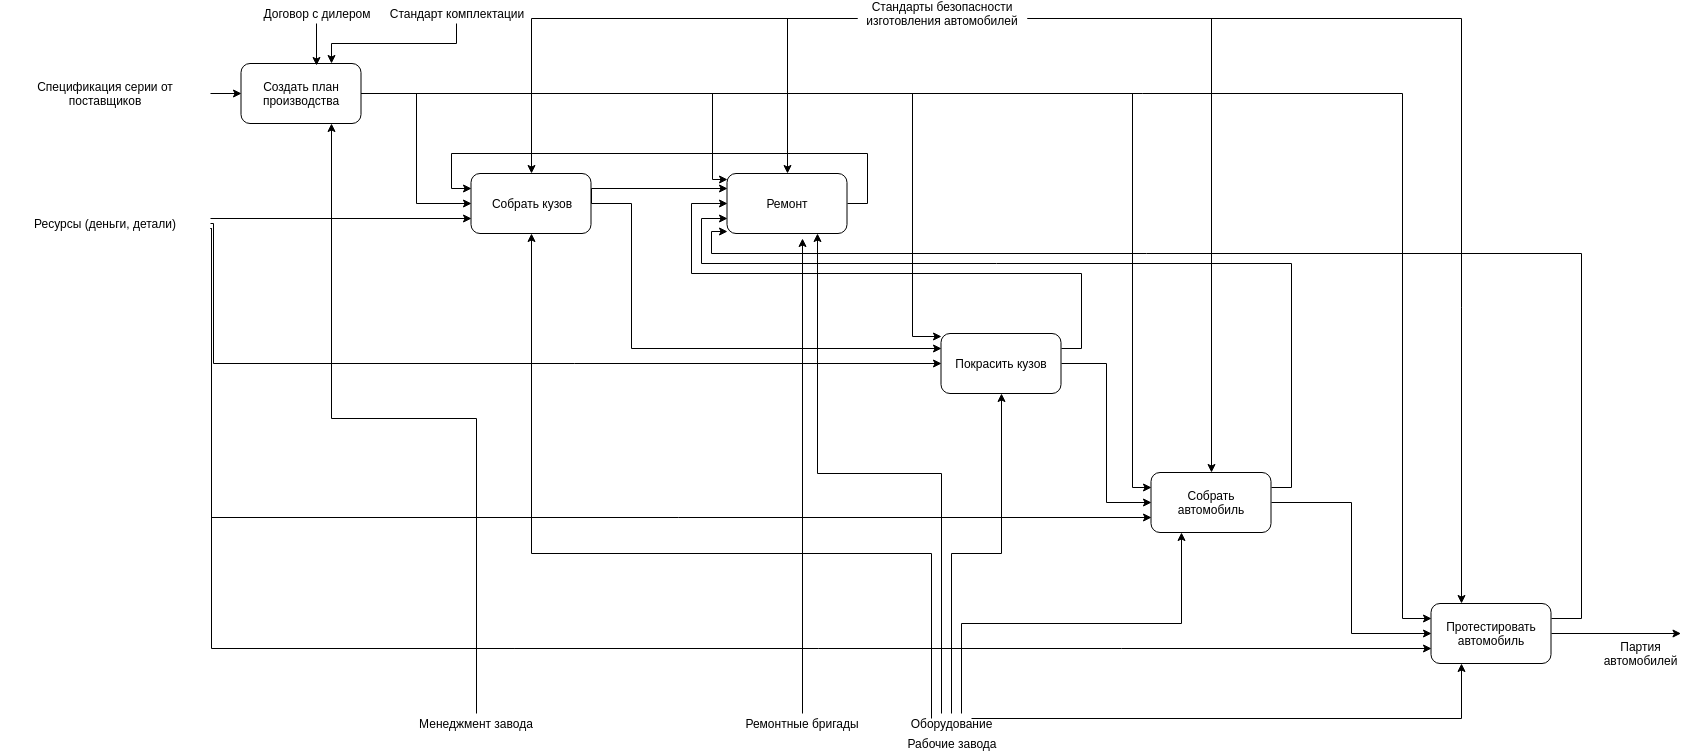 Договор с дилером
Стандарт комплектации
Стандарты безопасности
изготовления автомобилей
Спецификация серии от
поставщиков
Создать план
производства
Ресурсы (деньги, детали)
Собрать кузов
Ремонт
Покрасить кузов
Собрать
автомобиль
Протестировать
автомобиль
Партия
автомобилей
Менеджмент завода
Ремонтные бригады
Оборудование
Рабочие завода